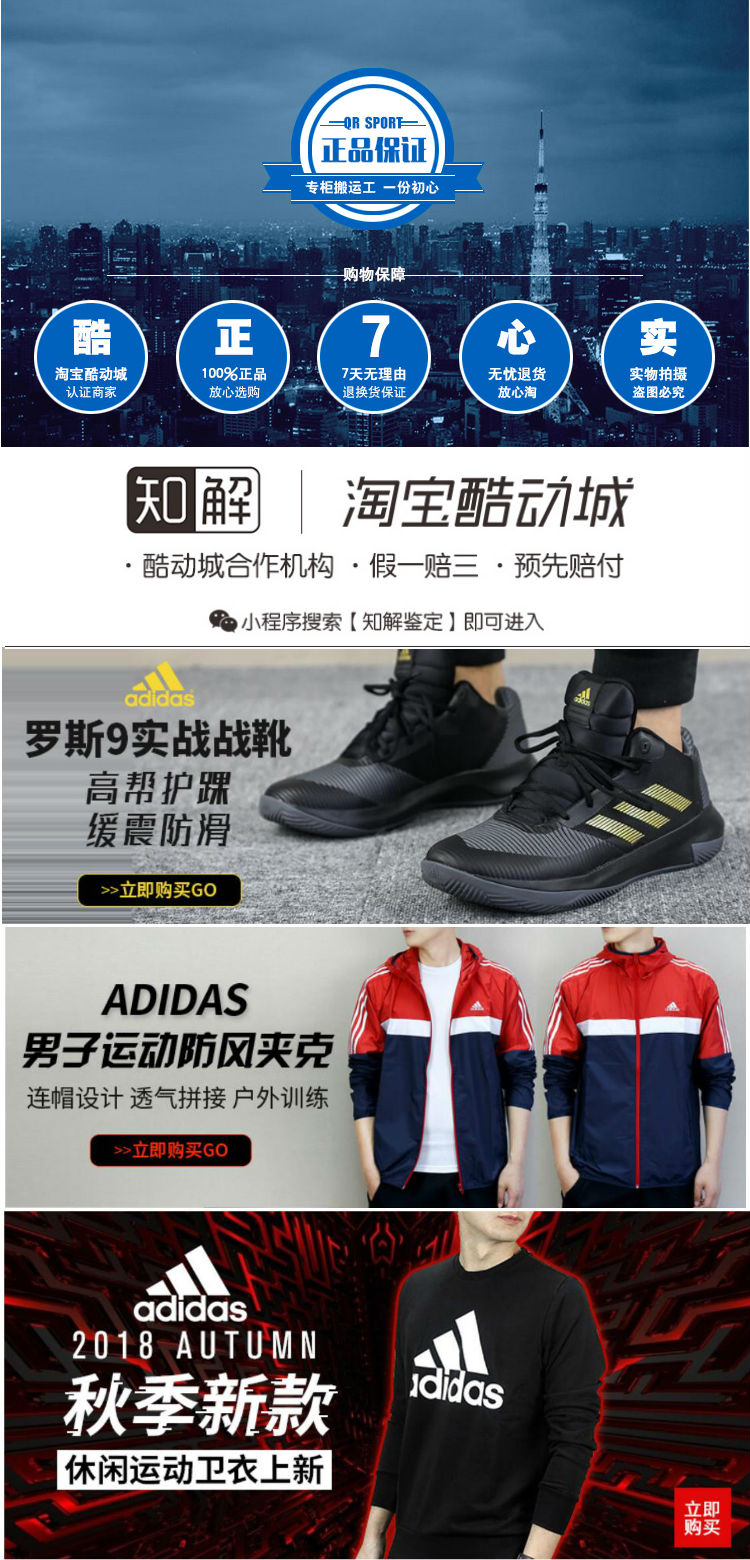 QR SPORT
正品保证
专柜搬运工 一份初心
购物保障
酷
淘宝酷动城
认证商家
正
100%正品
放心选购
7
7天无理由
退换货保证
心
无忧退货
放心淘
实
实物拍摄
盗图必究
知解 淘宝酷动城
·酷动城合作机构 ·假一赔三 ·预先赔付
小程序搜索【知解鉴定】即可进入
adidas
罗斯9实战战靴
高帮护踝
缓震防滑
>>立即购买GO
ADIDAS
男子运动防风夹克
连帽设计 透气拼接 户外训练
>>立即购买GO
adidas
2018 AUTUMN
秋季新款
休闲运动卫衣上新
adidas
立即
购买